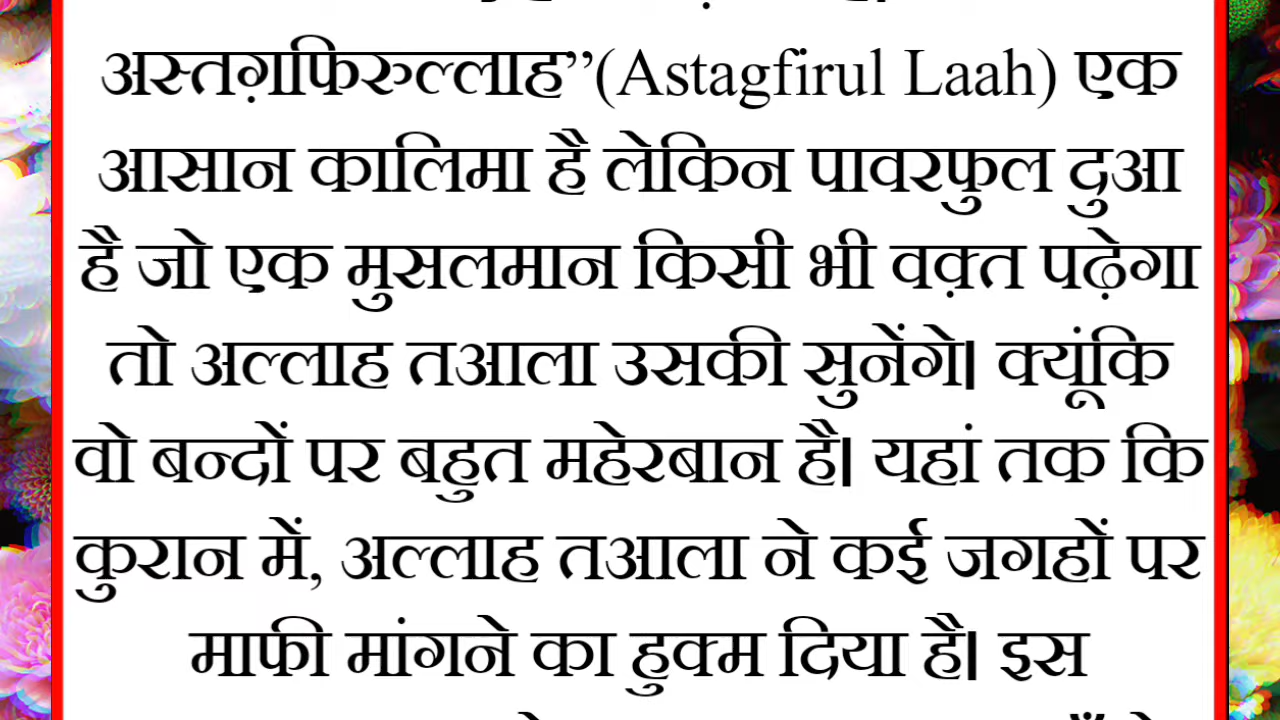 अस्तग़फिरुल्लाह”(Astagfirul Laah) एक
आसान कालिमा है लेकिन पावरफुल दुआ
है जो एक मुसलमान किसी भी वक़्त पढ़ेगा
तो अल्लाह तआला उसकी सुनेंगे। क्यूंकि
वो बन्दों पर बहुत महेरबान है। यहां तक कि
कुरान में, अल्लाह तआला ने कई जगहों पर
माफी मांगने का हुक्म दिया है। इस